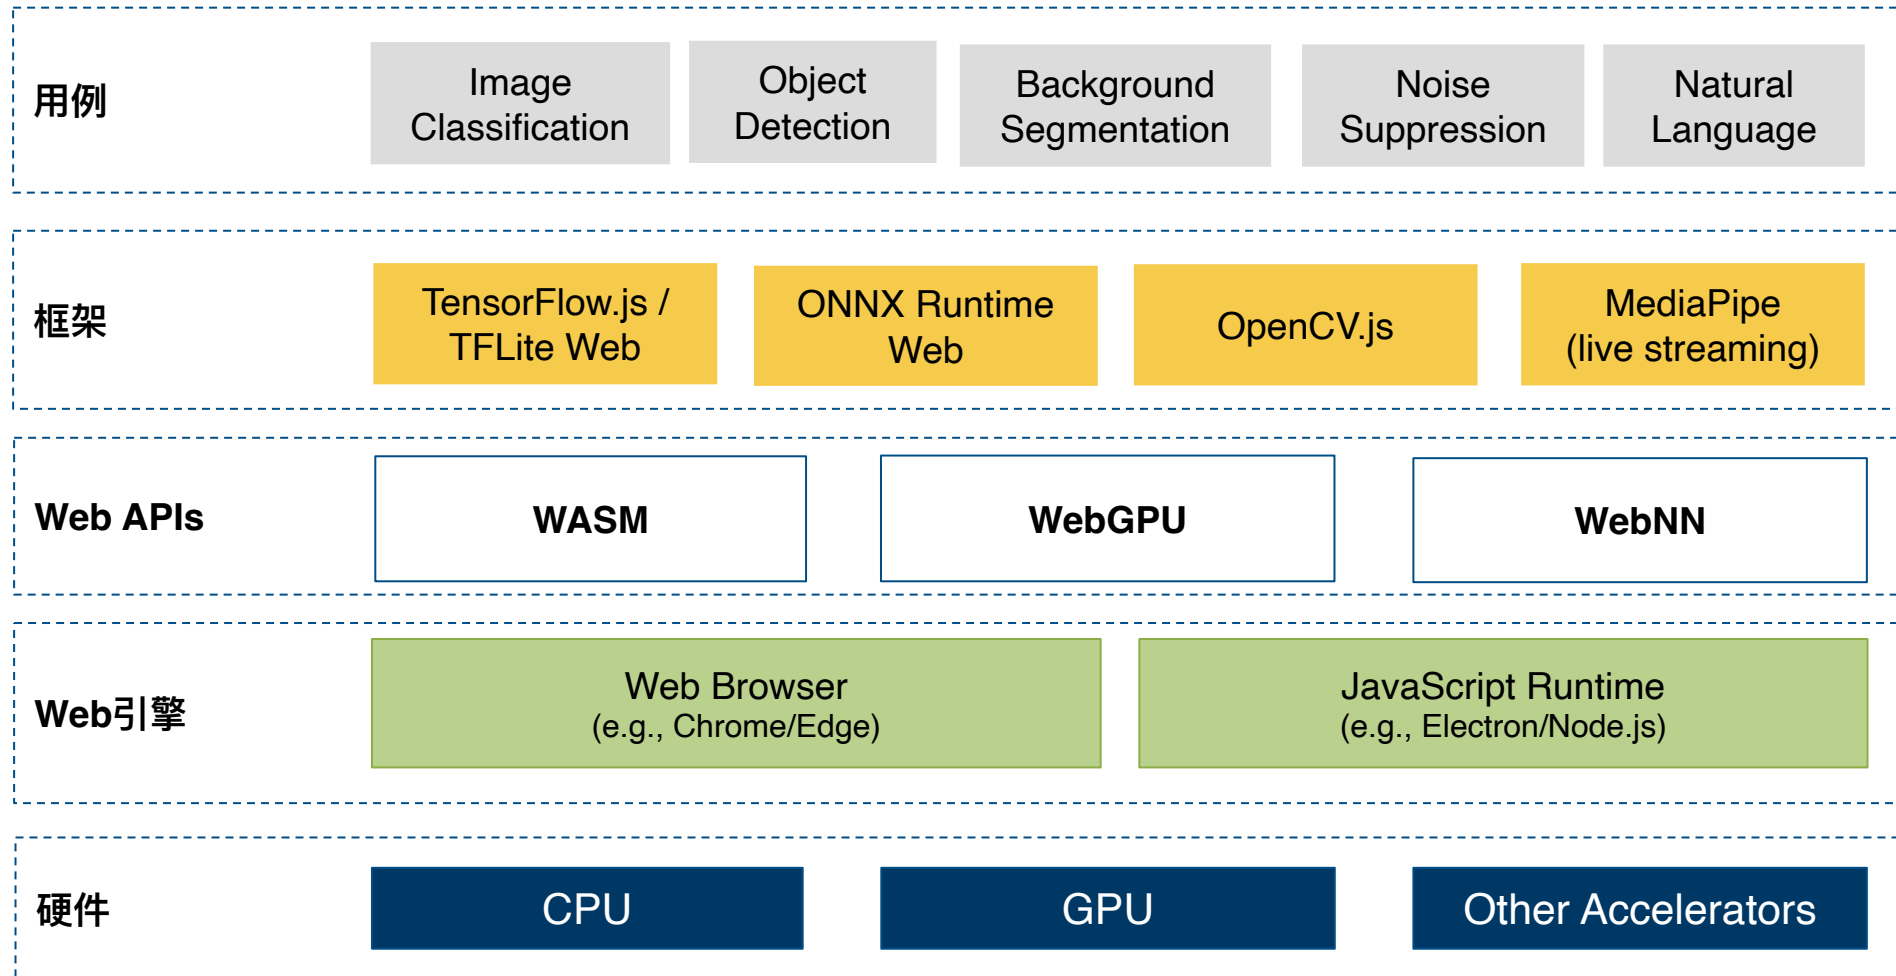 用例
Image
Classification
Object
Detection
Background
Segmentation
Noise
Suppression
Natural
Language
框架
TensorFlow.js /
TFLite Web
ONNX Runtime
Web
OpenCV.js
MediaPipe
(live streaming)
Web APIs
WASM
WebGPU
WebNN
Web引擎
Web Browser
(e.g., Chrome/Edge)
JavaScript Runtime
(e.g., Electron/Node.js)
硬件
CPU
GPU
Other Accelerators